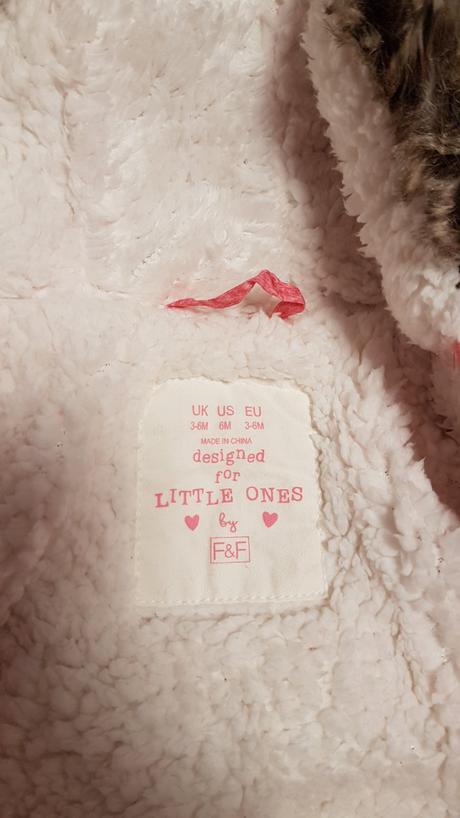 UK US EU
3-6M 6M 3-6M
MADE IN CHINA
designed
for
LITTLE ONES
by
F&F